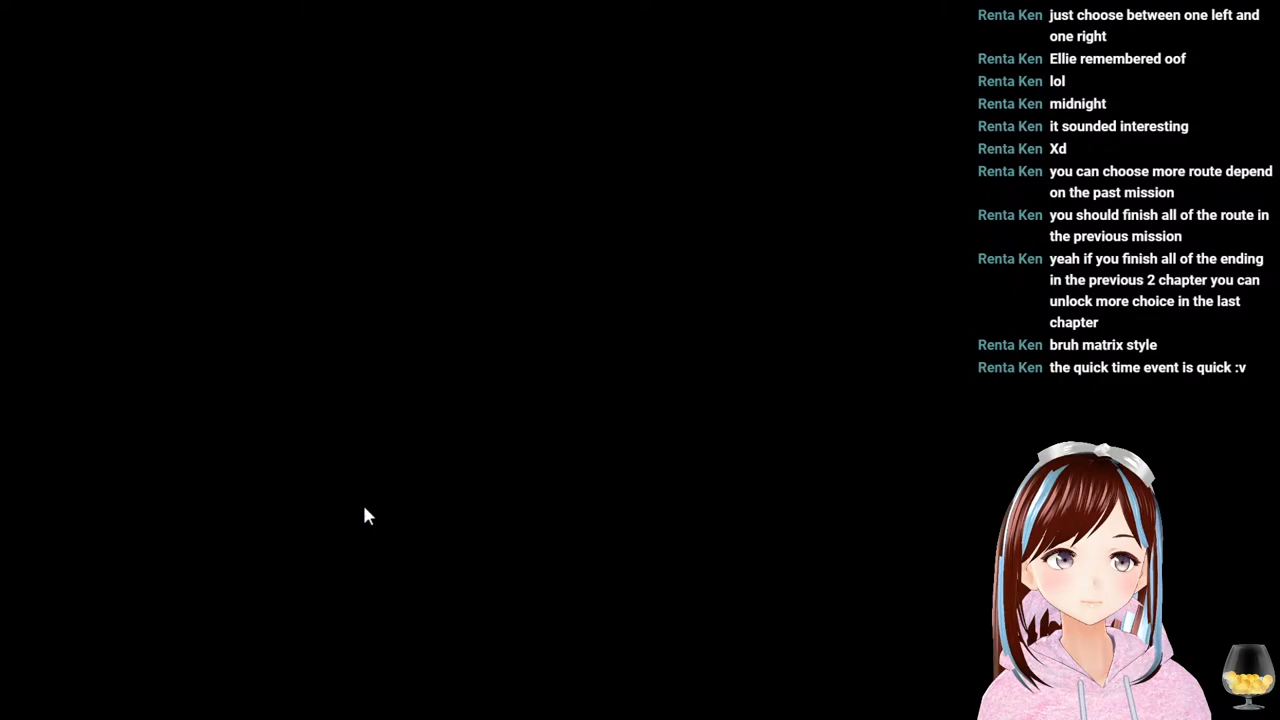 Renta Ken just choose between one left and
one right
Renta Ken Ellie remembered oof
Renta Ken lol
Renta Ken midnight
Renta Ken it sounded interesting
Renta Ken Xd
Renta Ken you can choose more route depend
on the past mission
Renta Ken you should finish all of the route in
the previous mission
Renta Ken yeah if you finish all of the ending
in the previous 2 chapter you can
unlock more choice in the last
chapter
Renta Ken bruh matrix style
Renta Ken the quick time event is quick :v